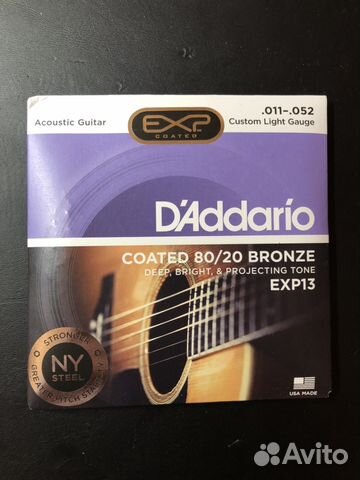 Acoustic Guitar
EXP
COATED
.011–.052
Custom Light Gauge
D'Addario
COATED 80/20 BRONZE
DEEP, BRIGHT, & PROJECTING TONE
EXP13
STRONGER
NY
STEEL
GREATER PITCH STABILITY
USA MADE
Avito